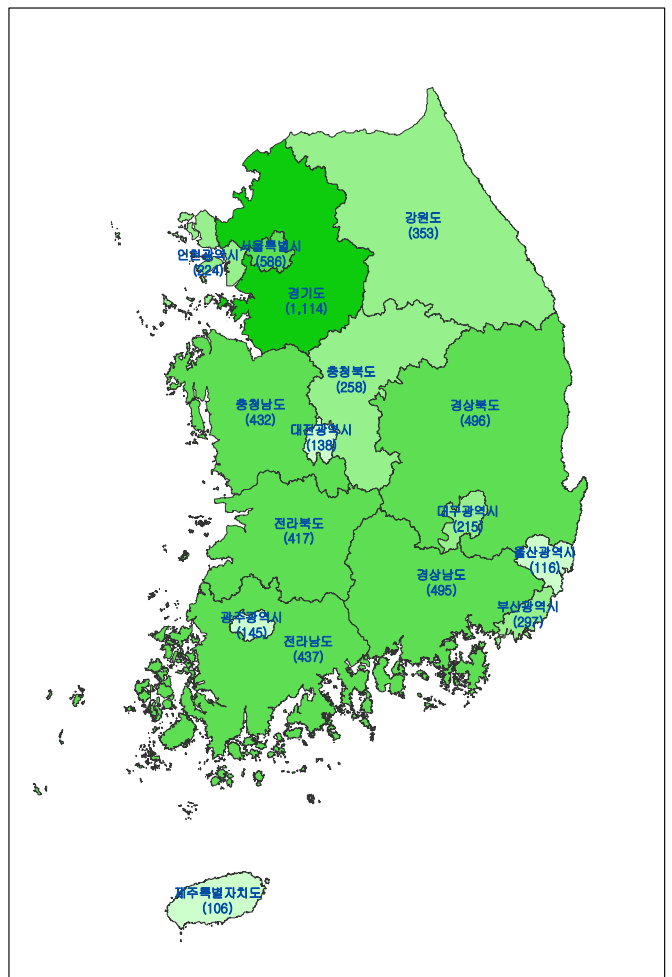 강원도
(353)
서울특별시
(586)
인천광역시
(224)
경기도
(1,114)
충청북도
(258)
충청남도
(432)
경상북도
(496)
대전광역시
(138)
대구광역시
(215)
전라북도
(417)
울산광역시
(116)
경상남도
(495)
부산광역시
(297)
광주광역시
(145)
전라남도
(437)
제주특별자치도
(106)